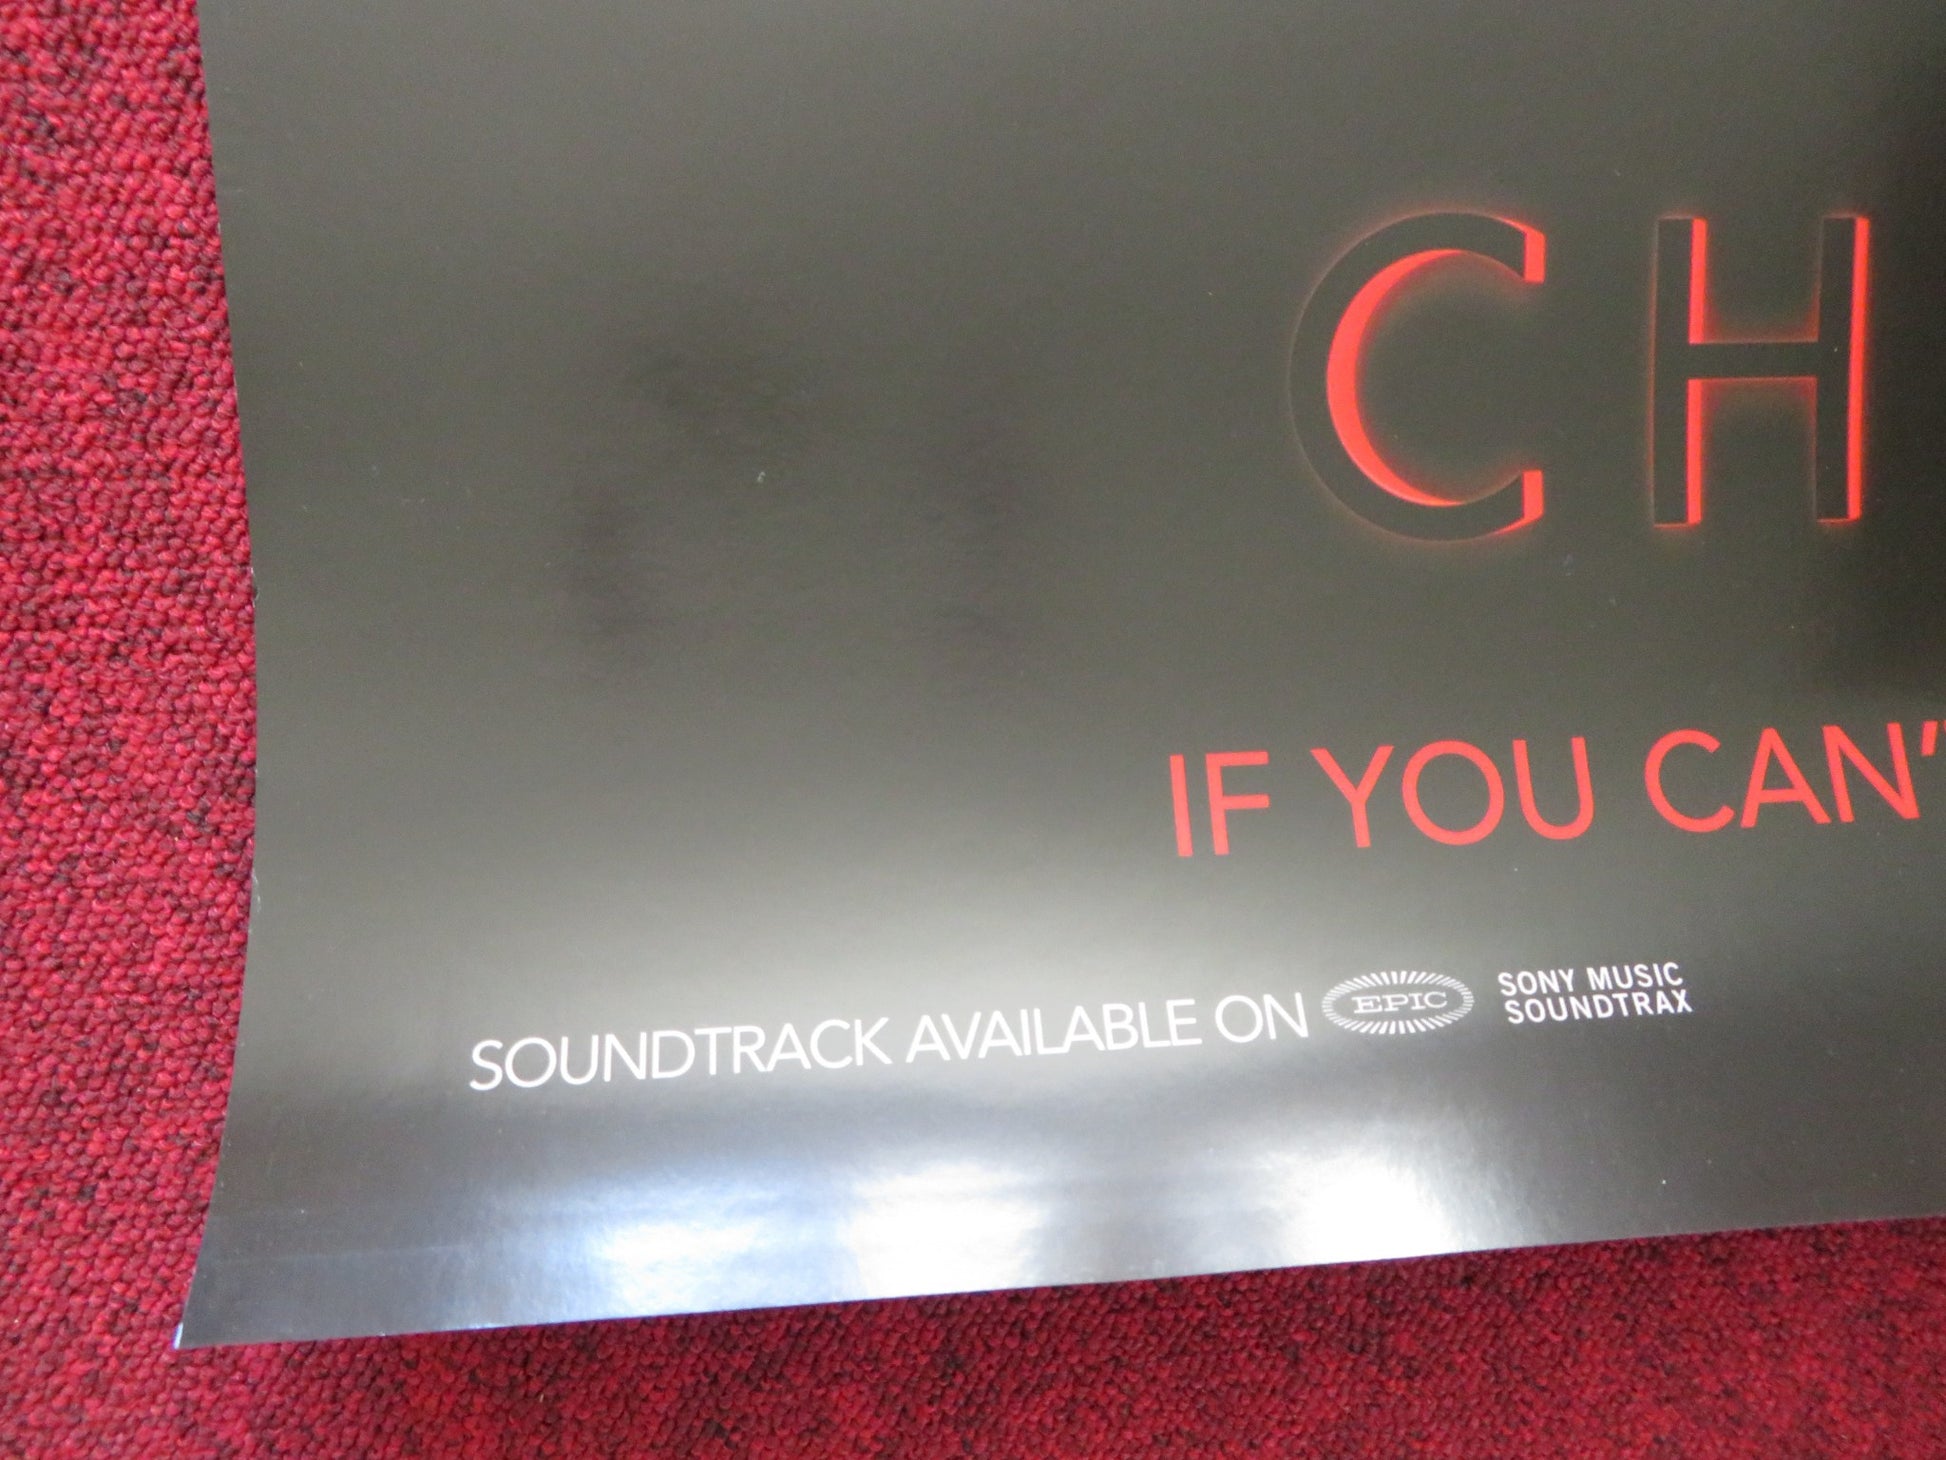 CH
IF YOU CAN'
SOUNDTRACK AVAILABLE ON EPIC SONY MUSIC
SOUNDTRAX